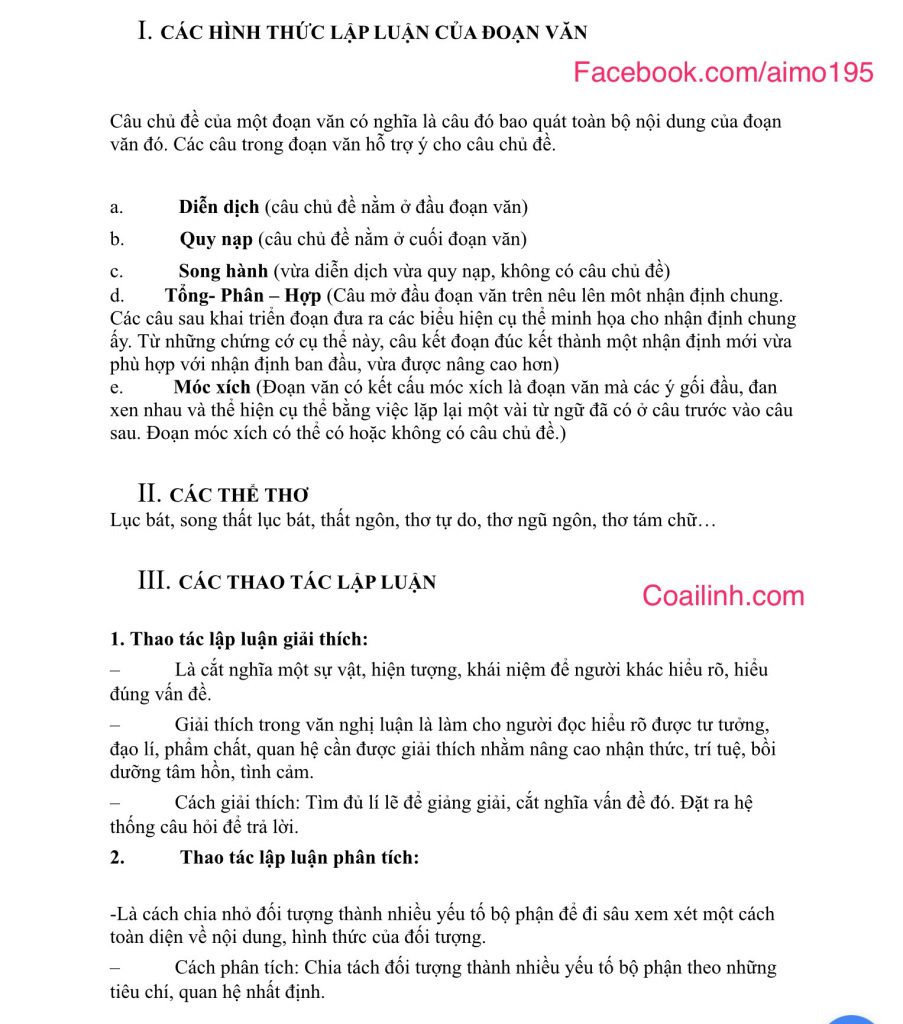 I. CÁC HÌNH THỨC LẬP LUẬN CỦA ĐOẠN VĂN
Facebook.com/aimo195
Câu chủ đề của một đoạn văn có nghĩa là câu đó bao quát toàn bộ nội dung của đoạn
văn đó. Các câu trong đoạn văn hỗ trợ ý cho câu chủ đề.
a. Diễn dịch (câu chủ đề nằm ở đầu đoạn văn)
b. Quy nạp (câu chủ đề nằm ở cuối đoạn văn)
c. Song hành (vừa diễn dịch vừa quy nạp, không có câu chủ đề)
d. Tổng- Phân – Hợp (Câu mở đầu đoạn văn trên nêu lên môt nhận định chung.
Các câu sau khai triển đoạn đưa ra các biểu hiện cụ thể minh họa cho nhận định chung
ấy. Từ những chứng cớ cụ thể này, câu kết đoạn đúc kết thành một nhận định mới vừa
phù hợp với nhận định ban đầu, vừa được nâng cao hơn)
e. Móc xích (Đoạn văn có kết cấu móc xích là đoạn văn mà các ý gối đầu, đan
xen nhau và thể hiện cụ thể bằng việc lặp lại một vài từ ngữ đã có ở câu trước vào câu
sau. Đoạn móc xích có thể có hoặc không có câu chủ đề.)
II. CÁC THỂ THƠ
Lục bát, song thất lục bát, thất ngôn, thơ tự do, thơ ngũ ngôn, thơ tám chữ…
III. CÁC THAO TÁC LẬP LUẬN
Coailinh.com
1. Thao tác lập luận giải thích:
– Là cắt nghĩa một sự vật, hiện tượng, khái niệm để người khác hiểu rõ, hiểu
đúng vấn đề.
– Giải thích trong văn nghị luận là làm cho người đọc hiểu rõ được tư tưởng,
đạo lí, phẩm chất, quan hệ cần được giải thích nhằm nâng cao nhận thức, trí tuệ, bồi
dưỡng tâm hồn, tình cảm.
– Cách giải thích: Tìm đủ lí lẽ để giảng giải, cắt nghĩa vấn đề đó. Đặt ra hệ
thống câu hỏi để trả lời.
2. Thao tác lập luận phân tích:
-Là cách chia nhỏ đối tượng thành nhiều yếu tố bộ phận để đi sâu xem xét một cách
toàn diện về nội dung, hình thức của đối tượng.
– Cách phân tích: Chia tách đối tượng thành nhiều yếu tố bộ phận theo những
tiêu chí, quan hệ nhất định.